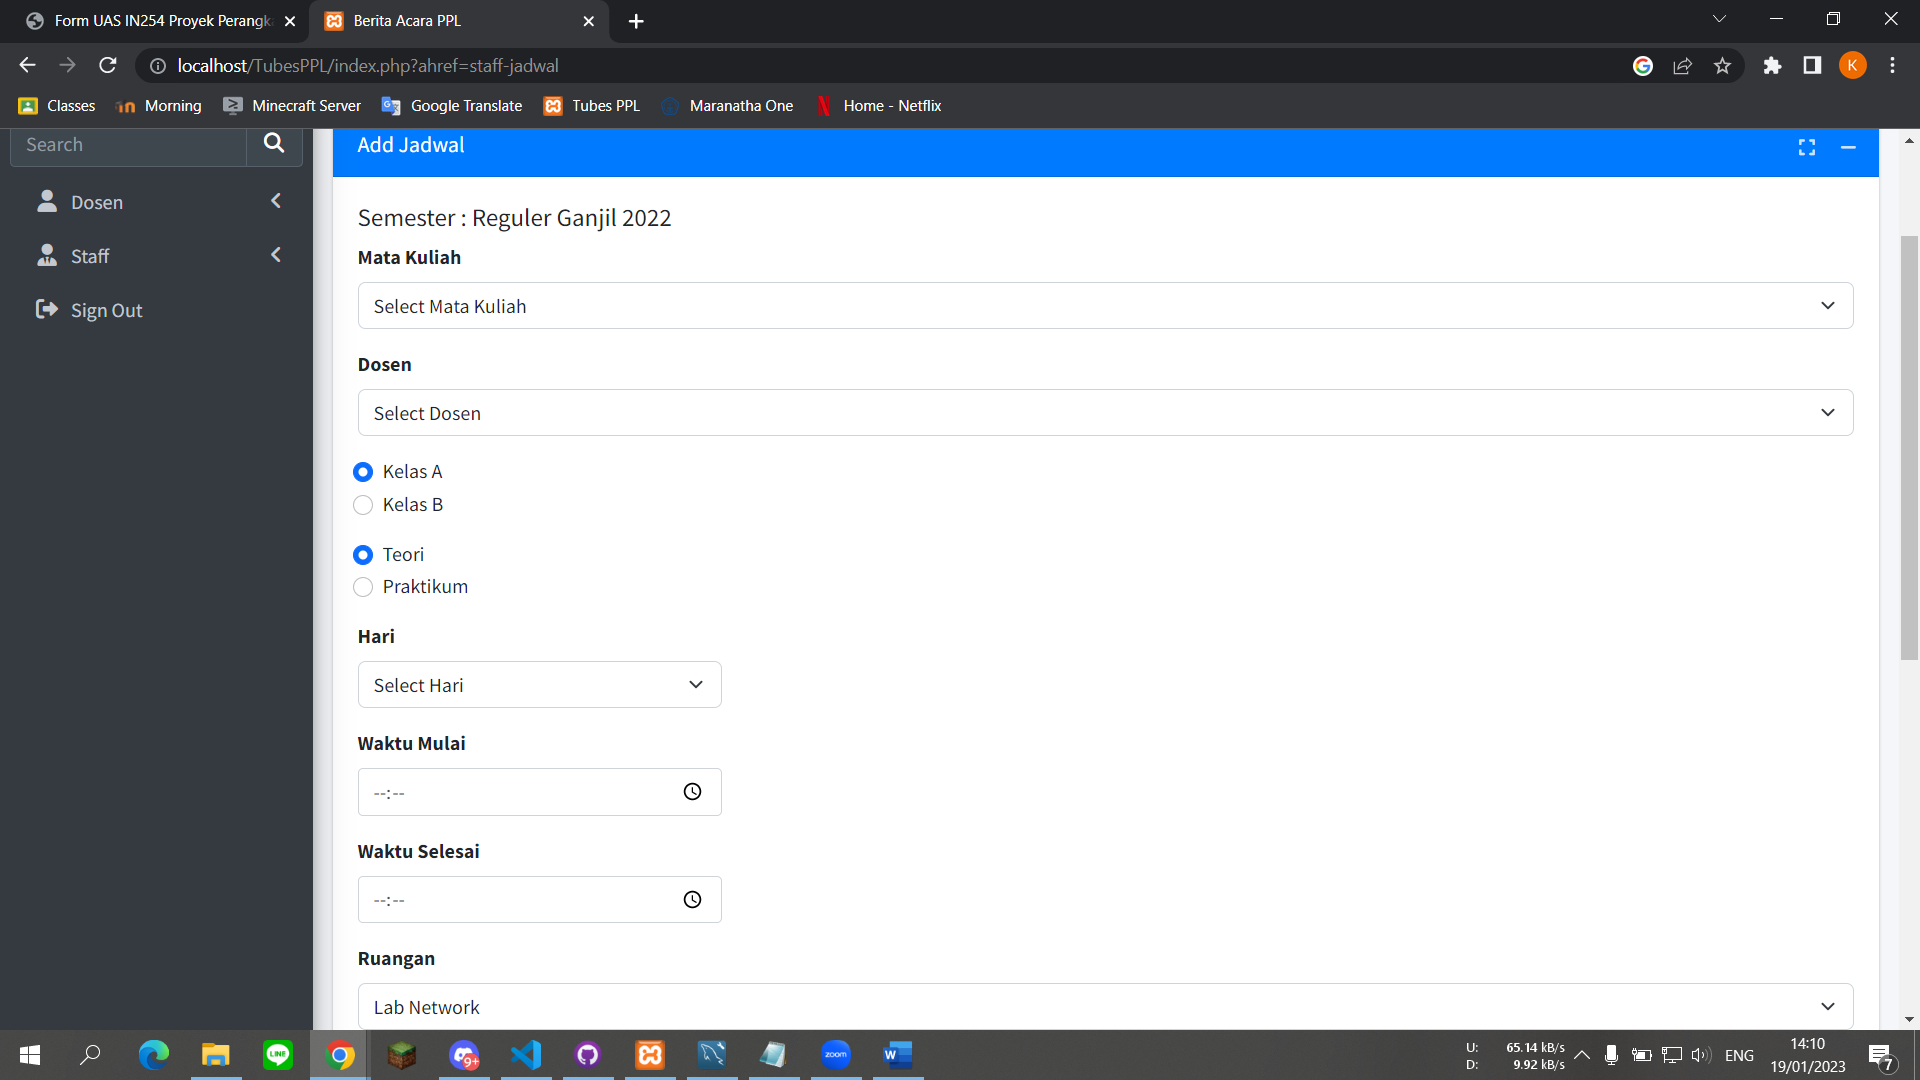 Form UAS IN254 Proyek Perangka
Berita Acara PPL
localhost/TubesPPL/index.php?ahref=staff-jadwal
K
Classes
Morning
Minecraft Server
Google Translate
Tubes PPL
Maranatha One
Home - Netflix
Search
Dosen
Staff
Sign Out
Add Jadwal
Semester : Reguler Ganjil 2022
Mata Kuliah
Select Mata Kuliah
Dosen
Select Dosen
Kelas A
Kelas B
Teori
Praktikum
Hari
Select Hari
Waktu Mulai
--:--
Waktu Selesai
--:--
Ruangan
Lab Network
LINE
9+
zoom
W
U: 65.14 kB/s
D: 9.92 kB/s
ENG
14:10
19/01/2023
7